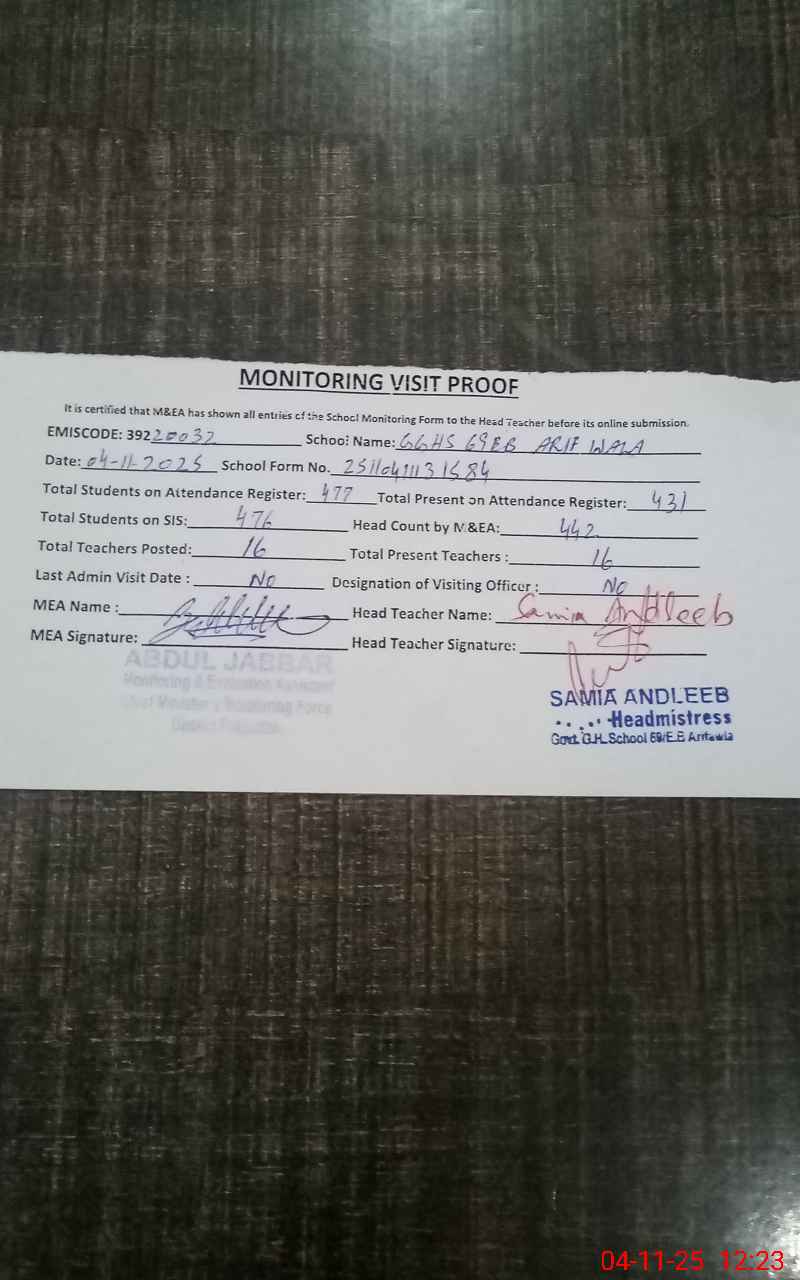 MONITORING VISIT PROOF
It is certified that M&EA has shown all entries of the School Monitoring Form to the Head Teacher before its online submission.
EMISCODE: 39220032 School Name: GGHS 69EB ARIF WALA
Date: 04-11-2025 School Form No. 2511041131584
Total Students on Attendance Register: 477 Total Present on Attendance Register: 431
Total Students on SIS: 476 Head Count by M&EA: 442
Total Teachers Posted: 16 Total Present Teachers : 16
Last Admin Visit Date : No Designation of Visiting Officer : No
MEA Name : Head Teacher Name: Samia Andleeb
MEA Signature: Head Teacher Signature:
ABDUL JABBAR
Monitoring & Evaluation Assistant
Chief Minister's Monitoring Force
District
SAMIA ANDLEEB
Headmistress
Govt. G.H. School 69/E.B Arifwala
04-11-25 12:23